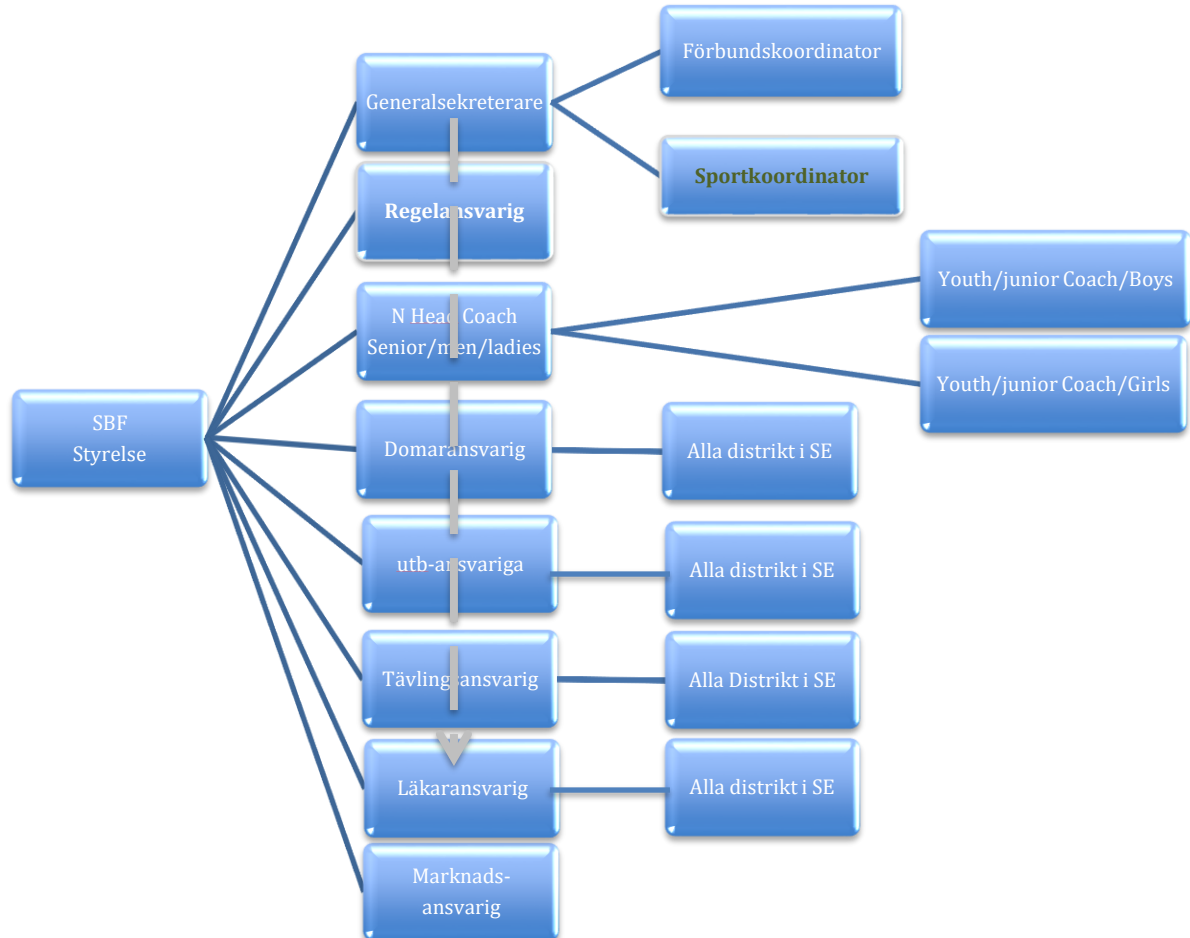 SBF
Styrelse
Generalsekreterare
Förbundskoordinator
Sportkoordinator
Regelansvarig
N Head Coach
Senior/men/ladies
Youth/junior Coach/Boys
Youth/junior Coach/Girls
Domaransvarig
Alla distrikt i SE
utb-ansvariga
Alla distrikt i SE
Tävlingsansvarig
Alla Distrikt i SE
Läkaransvarig
Alla distrikt i SE
Marknads-
ansvarig